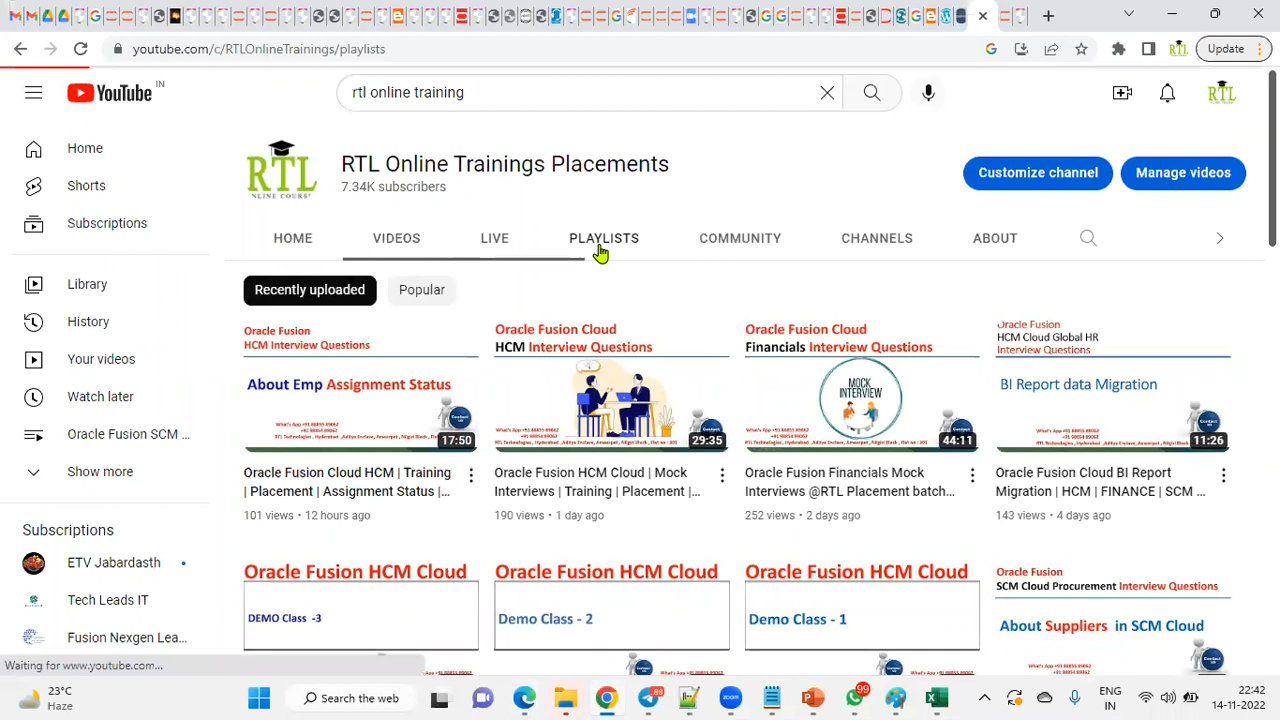 youtube.com/c/RTLOnlineTrainings/playlists
Update
YouTube IN
rtl online training
RTL
NLINE COURS
RTL Online Trainings Placements
7.34K subscribers
Customize channel
Manage videos
HOME VIDEOS LIVE PLAYLISTS COMMUNITY CHANNELS ABOUT
Home
Shorts
Subscriptions
Library
History
Your videos
Watch later
Oracle Fusion SCM ...
Show more
Subscriptions
ETV Jabardasth
Tech Leads IT
Fusion Nexgen Lea...
Recently uploaded
Popular
Oracle Fusion
HCM Interview Questions
About Emp Assignment Status
17:50
Oracle Fusion Cloud HCM | Training
| Placement | Assignment Status |...
101 views • 12 hours ago
Oracle Fusion Cloud
HCM Interview Questions
29:35
Oracle Fusion HCM Cloud | Mock
Interviews | Training | Placement |...
190 views • 1 day ago
Oracle Fusion Cloud
Financials Interview Questions
MOCK
INTERVIEW
44:11
Oracle Fusion Financials Mock
Interviews @RTL Placement batch...
252 views • 2 days ago
Oracle Fusion
HCM Cloud Global HR
Interview Questions
BI Report data Migration
11:26
Oracle Fusion Cloud BI Report
Migration | HCM | FINANCE | SCM ...
143 views • 4 days ago
Oracle Fusion HCM Cloud
DEMO Class -3
Oracle Fusion HCM Cloud
Demo Class - 2
Oracle Fusion HCM Cloud
Demo Class - 1
Oracle Fusion
SCM Cloud Procurement Interview Questions
About Suppliers in SCM Cloud
Waiting for www.youtube.com...
23°C
Haze
Search the web
88
zoom
99
ENG
IN
22:42
14-11-2022